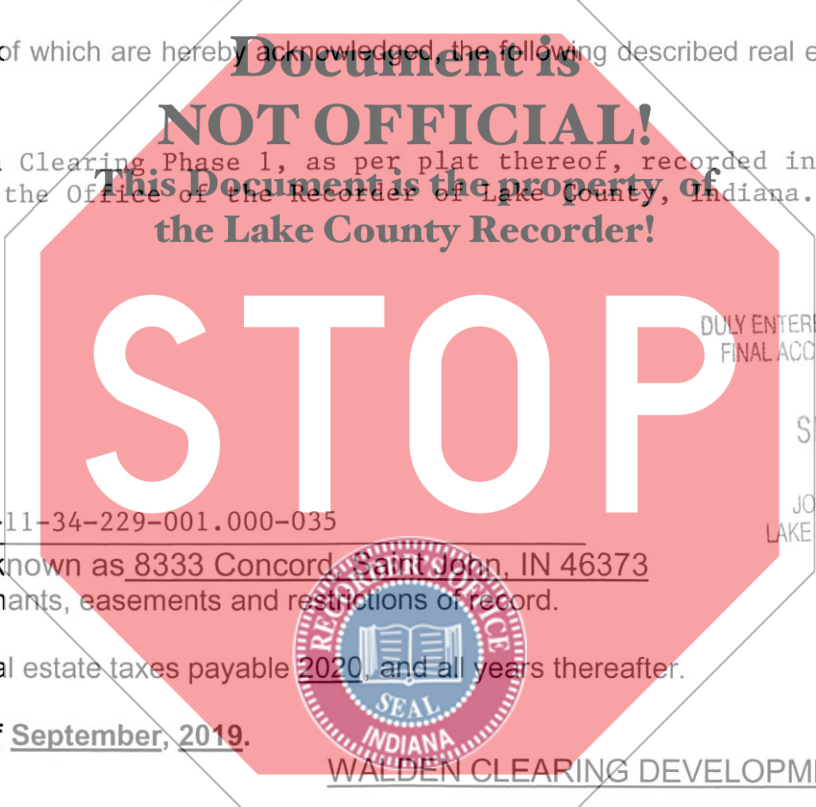 of which are hereby acknowledged, the following described real e
Document is
NOT OFFICIAL!
Clearing Phase 1, as per plat thereof, recorded in
This Document is the property of
the Office of the Recorder of Lake County, Indiana.
the Lake County Recorder!
STOP
DULY ENTER
FINAL ACC
S
JO
LAKE
-11-34-229-001.000-035
known as 8333 Concord, Saint John, IN 46373
nants, easements and restrictions of record.
RECORDER'S OFFICE
al estate taxes payable 2020, and all years thereafter.
SEAL
INDIANA
f September, 2019.
WALDEN CLEARING DEVELOPM